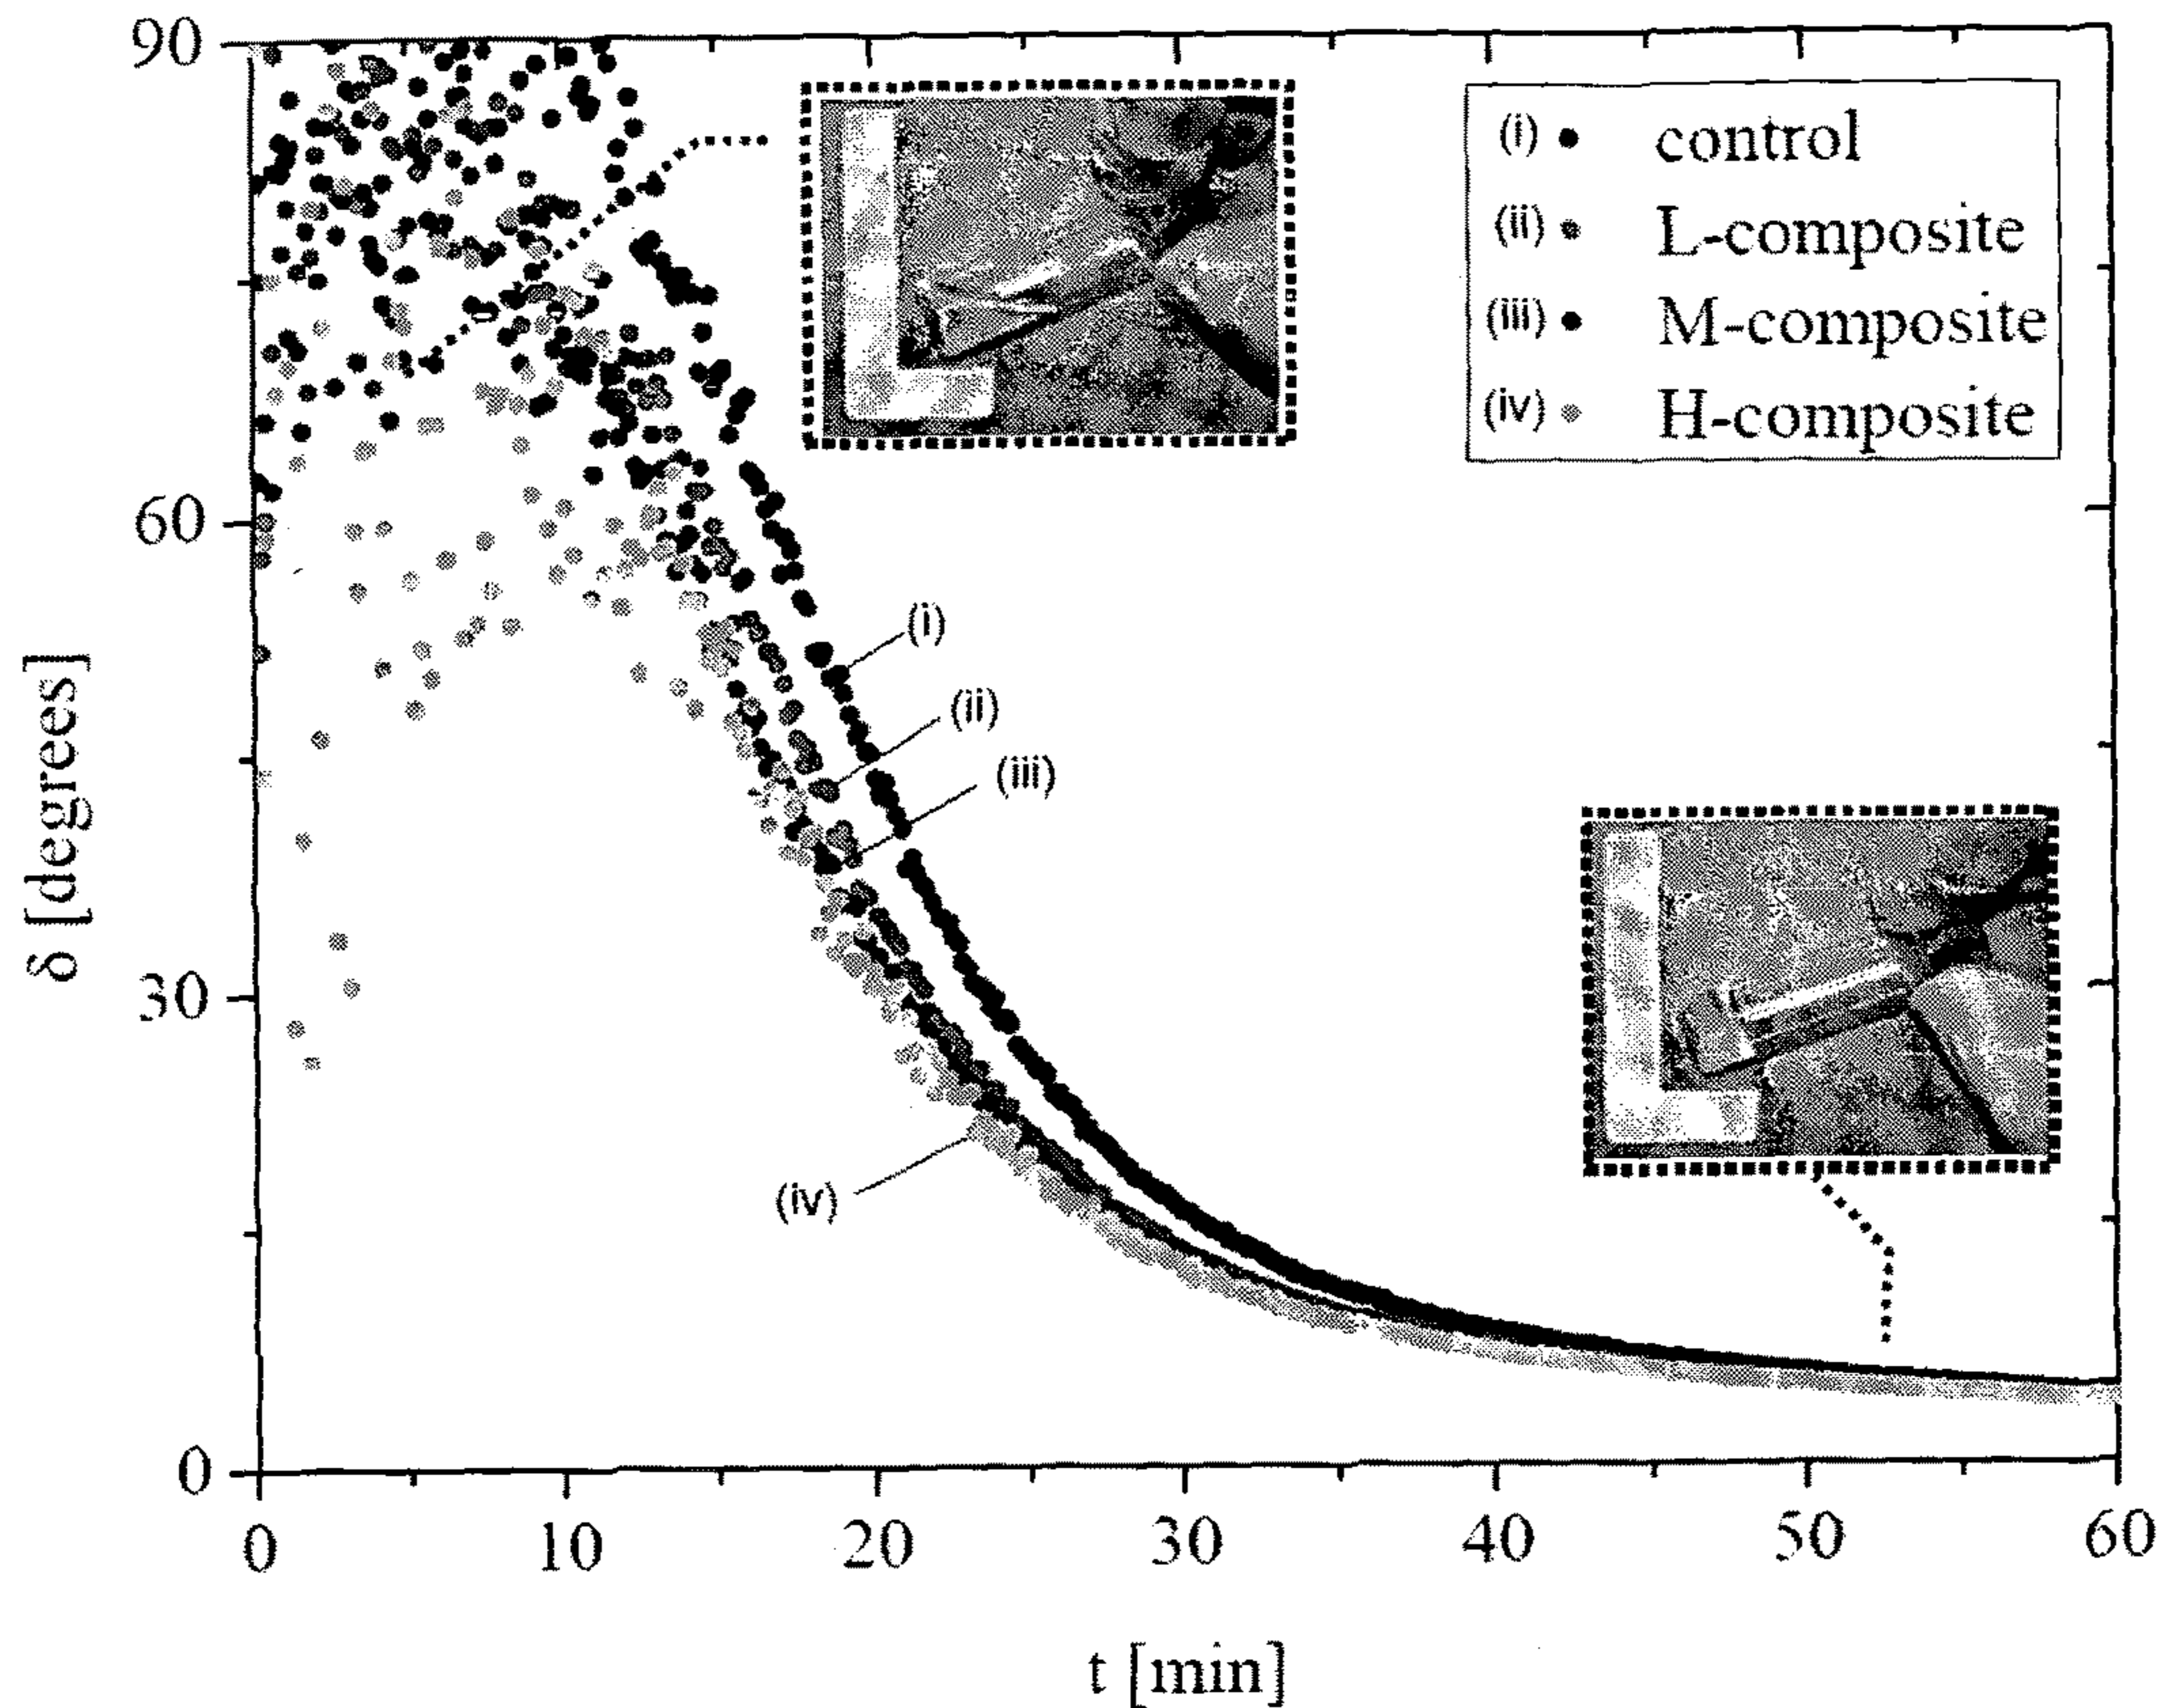 90
60
30
0
δ [degrees]
(i) control
(ii) L-composite
(iii) M-composite
(iv) H-composite
(i)
(ii)
(iii)
(iv)
0 10 20 30 40 50 60
t [min]